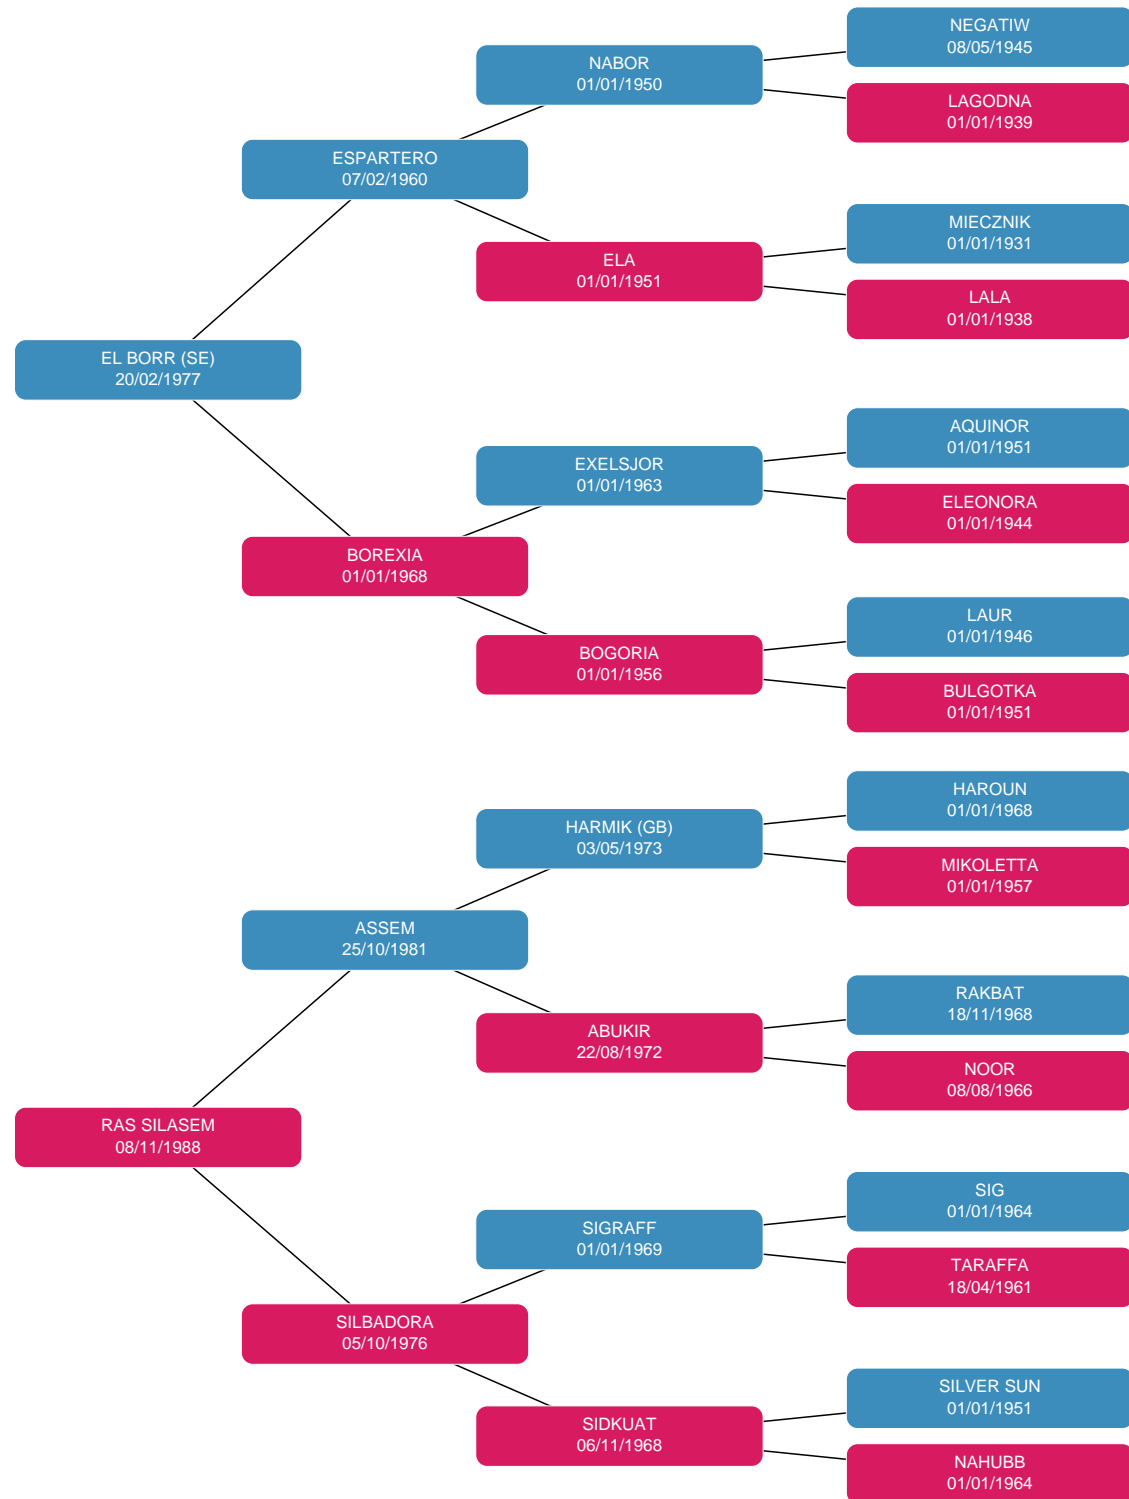 NEGATIW
08/05/1945
NABOR
01/01/1950
LAGODNA
01/01/1939
ESPARTERO
07/02/1960
MIECZNIK
01/01/1931
ELA
01/01/1951
LALA
01/01/1938
EL BORR (SE)
20/02/1977
AQUINOR
01/01/1951
EXELSJOR
01/01/1963
ELEONORA
01/01/1944
BOREXIA
01/01/1968
LAUR
01/01/1946
BOGORIA
01/01/1956
BULGOTKA
01/01/1951
HAROUN
01/01/1968
HARMIK (GB)
03/05/1973
MIKOLETTA
01/01/1957
ASSEM
25/10/1981
RAKBAT
18/11/1968
ABUKIR
22/08/1972
NOOR
08/08/1966
RAS SILASEM
08/11/1988
SIG
01/01/1964
SIGRAFF
01/01/1969
TARAFFA
18/04/1961
SILBADORA
05/10/1976
SILVER SUN
01/01/1951
SIDKUAT
06/11/1968
NAHUBB
01/01/1964